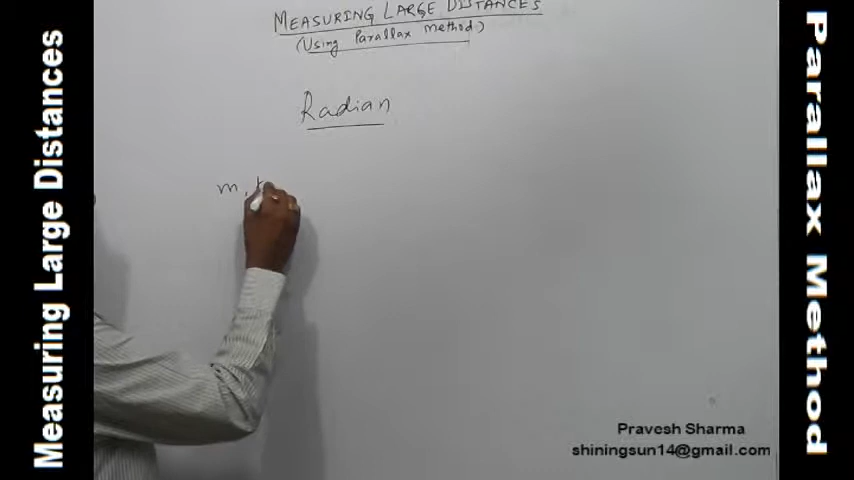 MEASURING LARGE DISTANCES
(Using Parallax Method)
Radian
m,
Measuring Large Distances
Parallax Method
Pravesh Sharma
shiningsun14@gmail.com